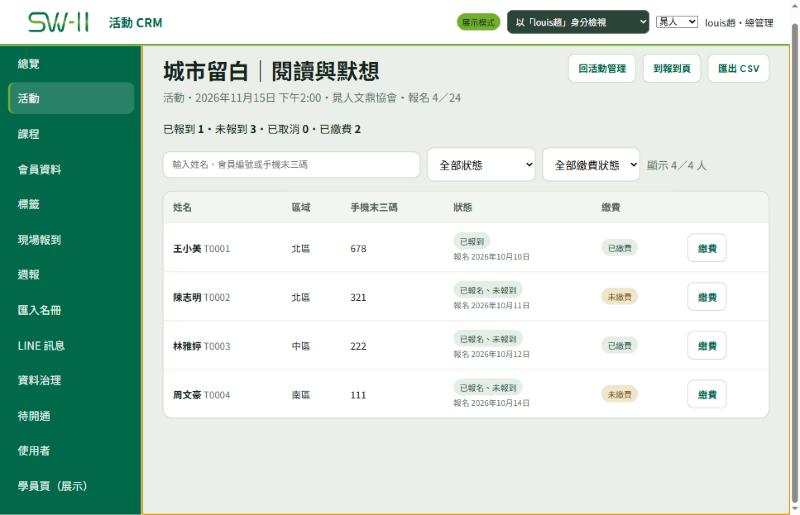 SW-II 活動 CRM 展示模式 以「louis趙」身分檢視 晁人 louis趙・總管理
總覽
活動
課程
會員資料
標籤
現場報到
週報
匯入名冊
LINE 訊息
資料治理
待開通
使用者
學員頁（展示）
城市留白｜閱讀與默想
回活動管理 到報到頁 匯出 CSV
活動・2026年11月15日 下午2:00・晁人文鼎協會・報名 4／24
已報到 1・未報到 3・已取消 0・已繳費 2
輸入姓名、會員編號或手機末三碼 全部狀態 全部繳費狀態 顯示 4／4 人
姓名 區域 手機末三碼 狀態 繳費
王小美 T0001 北區 678 已報到 已繳費 繳費
報名 2026年10月10日
陳志明 T0002 北區 321 已報名、未報到 未繳費 繳費
報名 2026年10月11日
林雅婷 T0003 中區 222 已報名、未報到 已繳費 繳費
報名 2026年10月12日
周文豪 T0004 南區 111 已報名、未報到 未繳費 繳費
報名 2026年10月14日